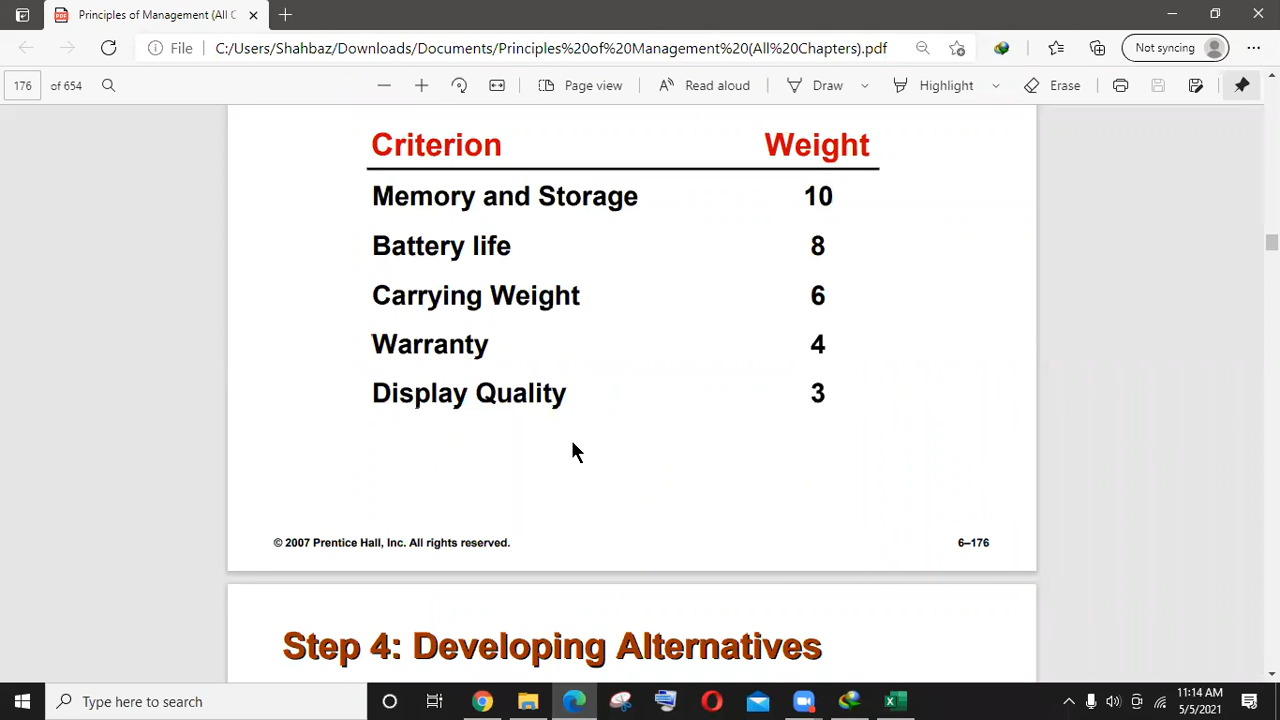 Principles of Management (All C
File C:/Users/Shahbaz/Downloads/Documents/Principles%20of%20Management%20(All%20Chapters).pdf Not syncing
176 of 654 Page view Read aloud Draw Highlight Erase
Criterion Weight
Memory and Storage 10
Battery life 8
Carrying Weight 6
Warranty 4
Display Quality 3
© 2007 Prentice Hall, Inc. All rights reserved. 6–176
Step 4: Developing Alternatives
Type here to search 11:14 AM
5/5/2021